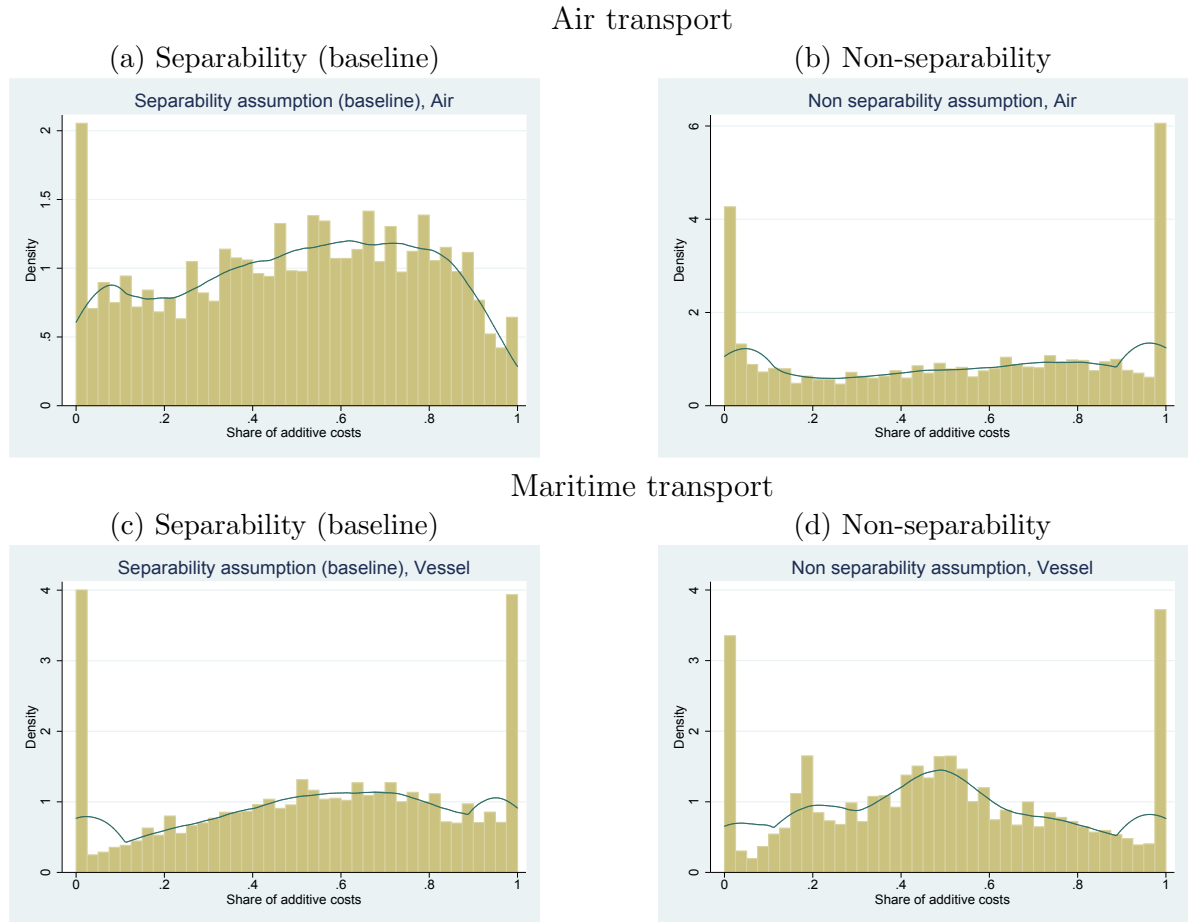 Air transport
(a) Separability (baseline)
(b) Non-separability
Separability assumption (baseline), Air
Density
0 .5 1 1.5 2
0 .2 .4 .6 .8 1
Share of additive costs
Non separability assumption, Air
Density
0 2 4 6
0 .2 .4 .6 .8 1
Share of additive costs
Maritime transport
(c) Separability (baseline)
(d) Non-separability
Separability assumption (baseline), Vessel
Density
0 1 2 3 4
0 .2 .4 .6 .8 1
Share of additive costs
Non separability assumption, Vessel
Density
0 1 2 3 4
0 .2 .4 .6 .8 1
Share of additive costs